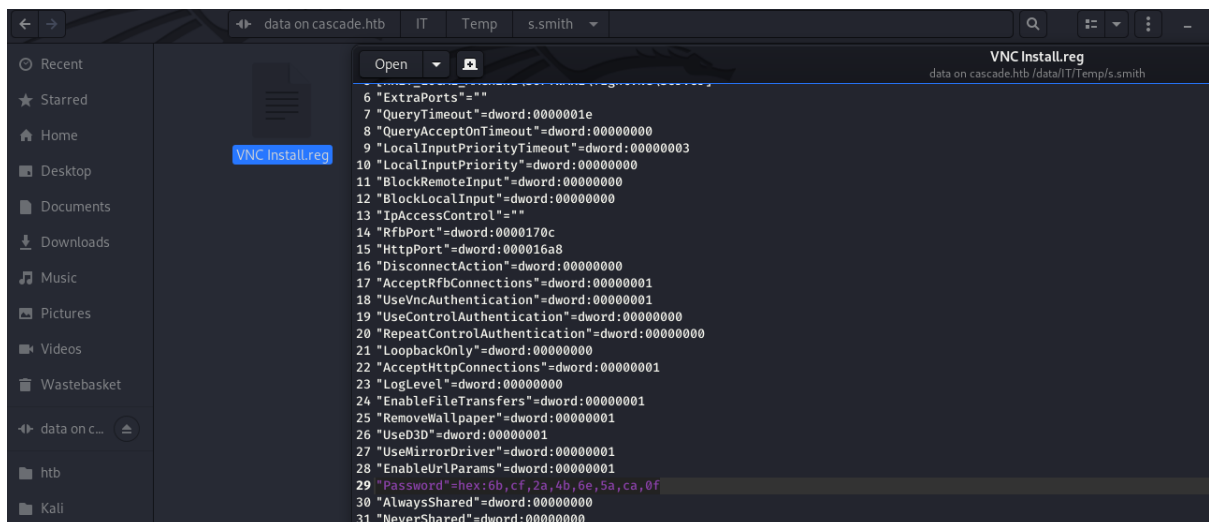 data on cascade.htb IT Temp s.smith
Recent
Starred
Home
Desktop
Documents
Downloads
Music
Pictures
Videos
Wastebasket
data on c...
htb
Kali
VNC Install.reg
Open
VNC Install.reg
data on cascade.htb /data/IT/Temp/s.smith
6 "ExtraPorts"=""
7 "QueryTimeout"=dword:0000001e
8 "QueryAcceptOnTimeout"=dword:00000000
9 "LocalInputPriorityTimeout"=dword:00000003
10 "LocalInputPriority"=dword:00000000
11 "BlockRemoteInput"=dword:00000000
12 "BlockLocalInput"=dword:00000000
13 "IpAccessControl"=""
14 "RfbPort"=dword:0000170c
15 "HttpPort"=dword:000016a8
16 "DisconnectAction"=dword:00000000
17 "AcceptRfbConnections"=dword:00000001
18 "UseVncAuthentication"=dword:00000001
19 "UseControlAuthentication"=dword:00000000
20 "RepeatControlAuthentication"=dword:00000000
21 "LoopbackOnly"=dword:00000000
22 "AcceptHttpConnections"=dword:00000001
23 "LogLevel"=dword:00000000
24 "EnableFileTransfers"=dword:00000001
25 "RemoveWallpaper"=dword:00000001
26 "UseD3D"=dword:00000001
27 "UseMirrorDriver"=dword:00000001
28 "EnableUrlParams"=dword:00000001
29 "Password"=hex:6b,cf,2a,4b,6e,5a,ca,0f
30 "AlwaysShared"=dword:00000000
31 "NeverShared"=dword:00000000